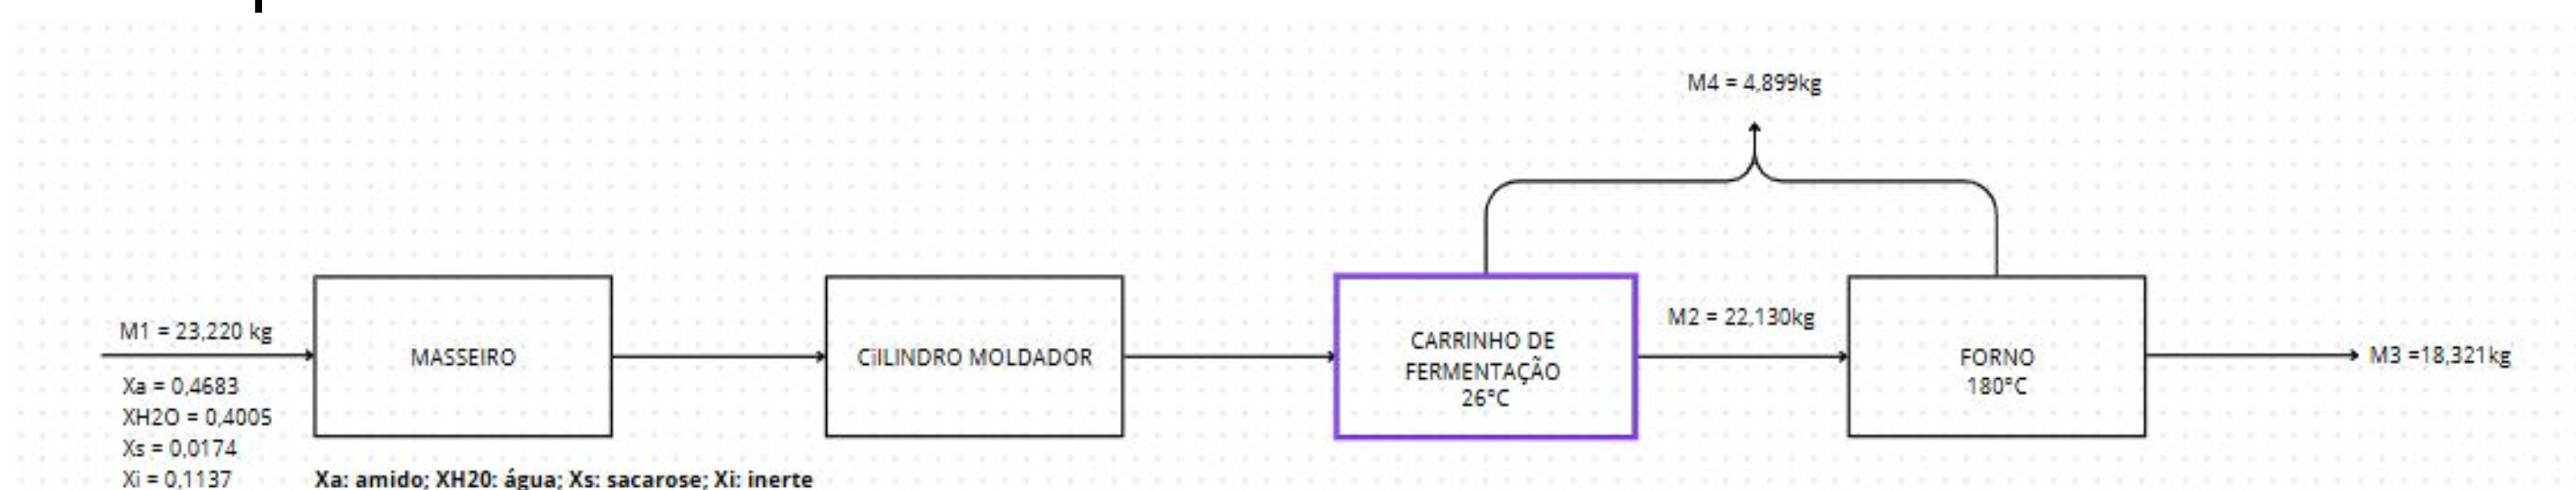 M4 = 4,899kg
M1 = 23,220 kg
Xa = 0,4683
XH2O = 0,4005
Xs = 0,0174
Xi = 0,1137
MASSEIRO
CiILINDRO MOLDADOR
CARRINHO DE
FERMENTAÇÃO
26°C
M2 = 22,130kg
FORNO
180°C
M3 =18,321kg
Xa: amido; XH20: água; Xs: sacarose; Xi: inerte